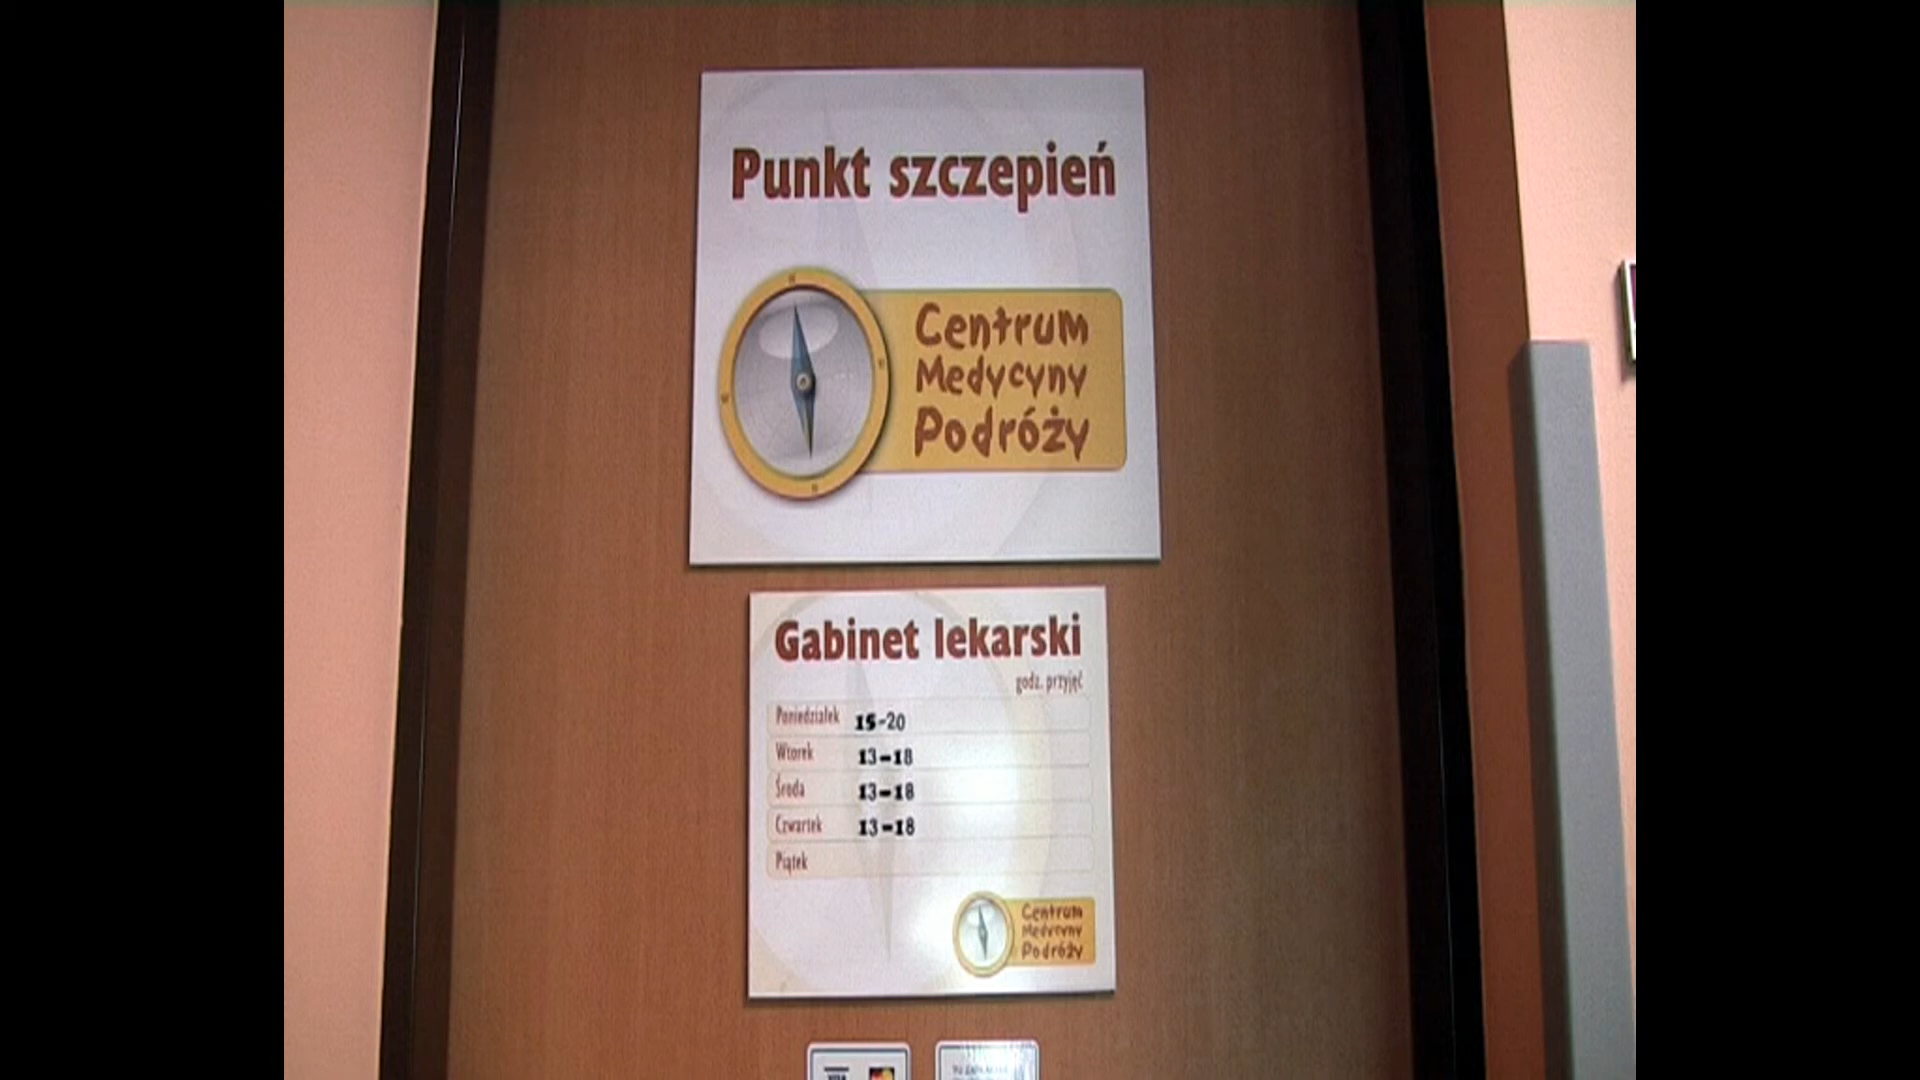 Punkt szczepień
Centrum
Medycyny
Podróży
Gabinet lekarski
godz. przyjęć
Poniedziałek 15-20
Wtorek 13-18
Środa 13-18
Czwartek 13-18
Piątek
Centrum
Medycyny
Podróży
VISA